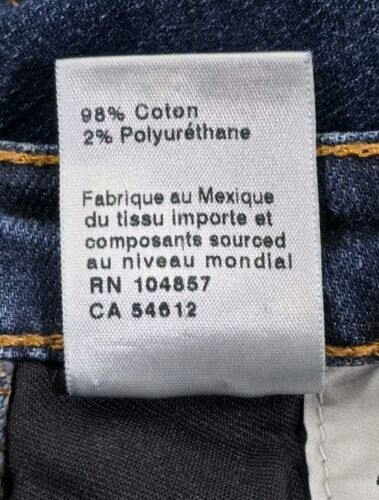 98% Coton
2% Polyuréthane
Fabrique au Mexique
du tissu importe et
composants sourced
au niveau mondial
RN 104857
CA 54612